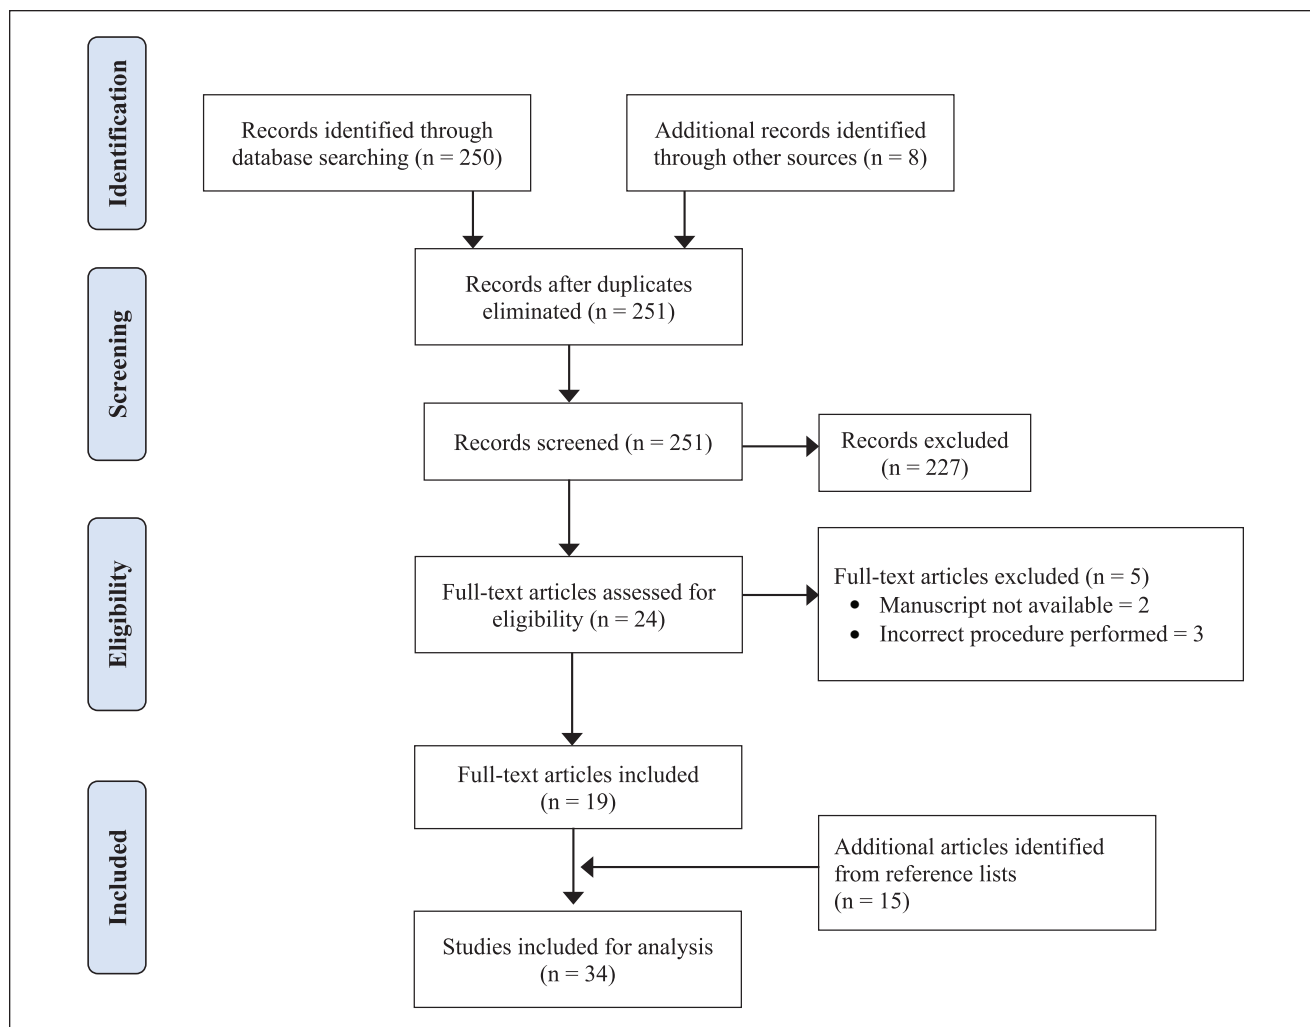 Identification
Records identified through
database searching (n = 250)
Additional records identified
through other sources (n = 8)
Screening
Records after duplicates
eliminated (n = 251)
Records screened (n = 251)
Records excluded
(n = 227)
Eligibility
Full-text articles assessed for
eligibility (n = 24)
Full-text articles excluded (n = 5)
• Manuscript not available = 2
• Incorrect procedure performed = 3
Included
Full-text articles included
(n = 19)
Additional articles identified
from reference lists
(n = 15)
Studies included for analysis
(n = 34)